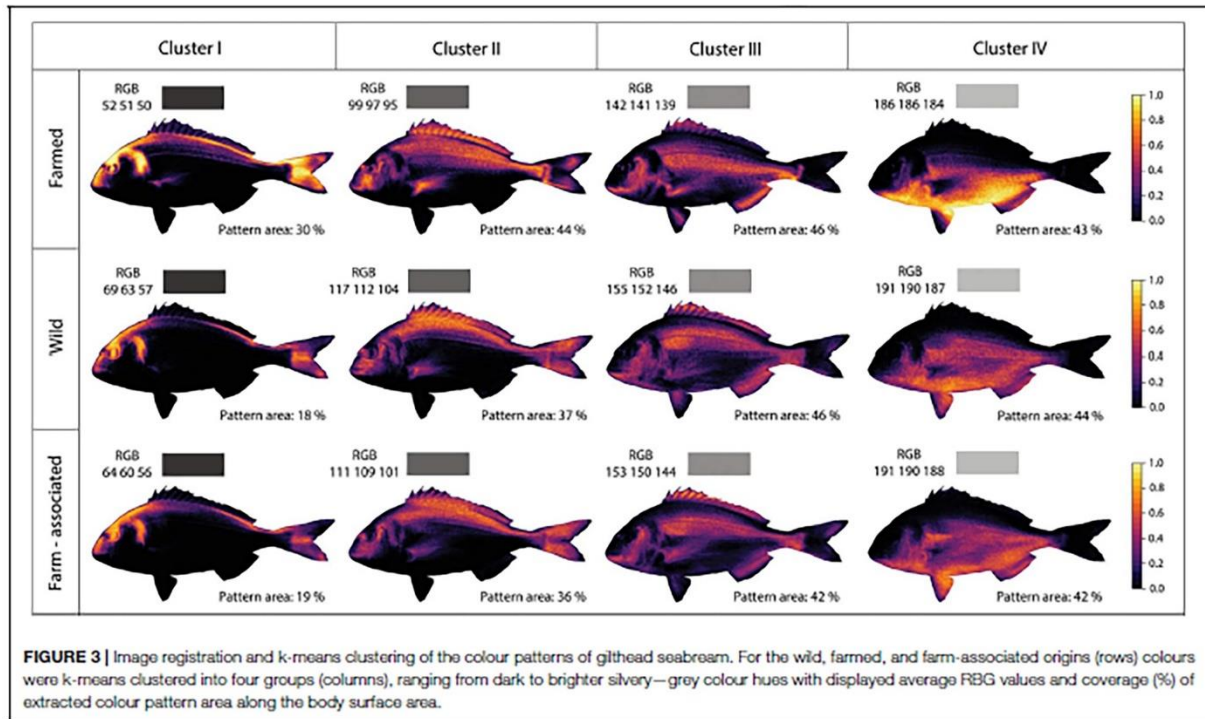 Cluster I Cluster II Cluster III Cluster IV
Farmed
RGB RGB RGB RGB
52 51 50 99 97 95 142 141 139 186 186 184
1.0
0.8
0.6
0.4
0.2
0.0
Pattern area: 30 % Pattern area: 44 % Pattern area: 46 % Pattern area: 43 %
Wild
RGB RGB RGB RGB
69 63 57 117 112 104 155 152 146 191 190 187
1.0
0.8
0.6
0.4
0.2
0.0
Pattern area: 18 % Pattern area: 37 % Pattern area: 46 % Pattern area: 44 %
Farm - associated
RGB RGB RGB RGB
64 60 56 111 109 101 153 150 144 191 190 188
1.0
0.8
0.6
0.4
0.2
0.0
Pattern area: 19 % Pattern area: 36 % Pattern area: 42 % Pattern area: 42 %
FIGURE 3 | Image registration and k-means clustering of the colour patterns of gilthead seabream. For the wild, farmed, and farm-associated origins (rows) colours
were k-means clustered into four groups (columns), ranging from dark to brighter silvery—grey colour hues with displayed average RBG values and coverage (%) of
extracted colour pattern area along the body surface area.